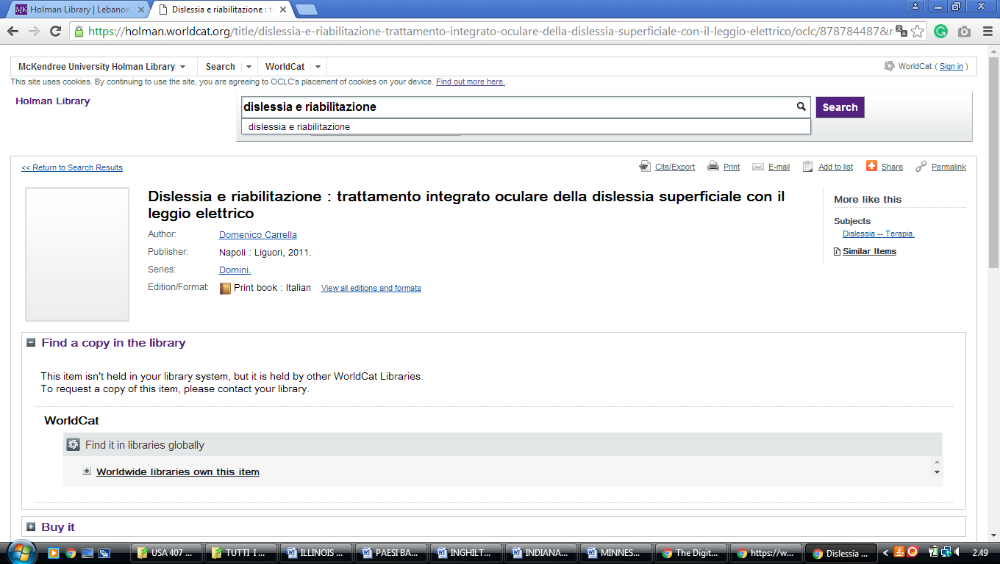 Holman Library | Lebanon
Dislessia e riabilitazione : t
https://holman.worldcat.org/title/dislessia-e-riabilitazione-trattamento-integrato-oculare-della-dislessia-superficiale-con-il-leggio-elettrico/oclc/878784487&r
McKendree University Holman Library Search WorldCat WorldCat ( Sign in )
This site uses cookies. By continuing to use the site, you are agreeing to OCLC's placement of cookies on your device. Find out more here..
Holman Library
dislessia e riabilitazione Search
dislessia e riabilitazione
<< Return to Search Results Cite/Export Print E-mail Add to list Share Permalink
Dislessia e riabilitazione : trattamento integrato oculare della dislessia superficiale con il
leggio elettrico
Author: Domenico Carrella
Publisher: Napoli : Liguori, 2011.
Series: Domini.
Edition/Format: Print book : Italian View all editions and formats
More like this
Subjects
Dislessia -- Terapia.
Similar Items
Find a copy in the library
This item isn't held in your library system, but it is held by other WorldCat Libraries.
To request a copy of this item, please contact your library.
WorldCat
Find it in libraries globally
Worldwide libraries own this item
Buy it
USA 407 ... TUTTI I ... ILLINOIS ... PAESI BA... INGHILT... INDIANA... MINNES... The Digit... https://w... Dislessia ... 2.49